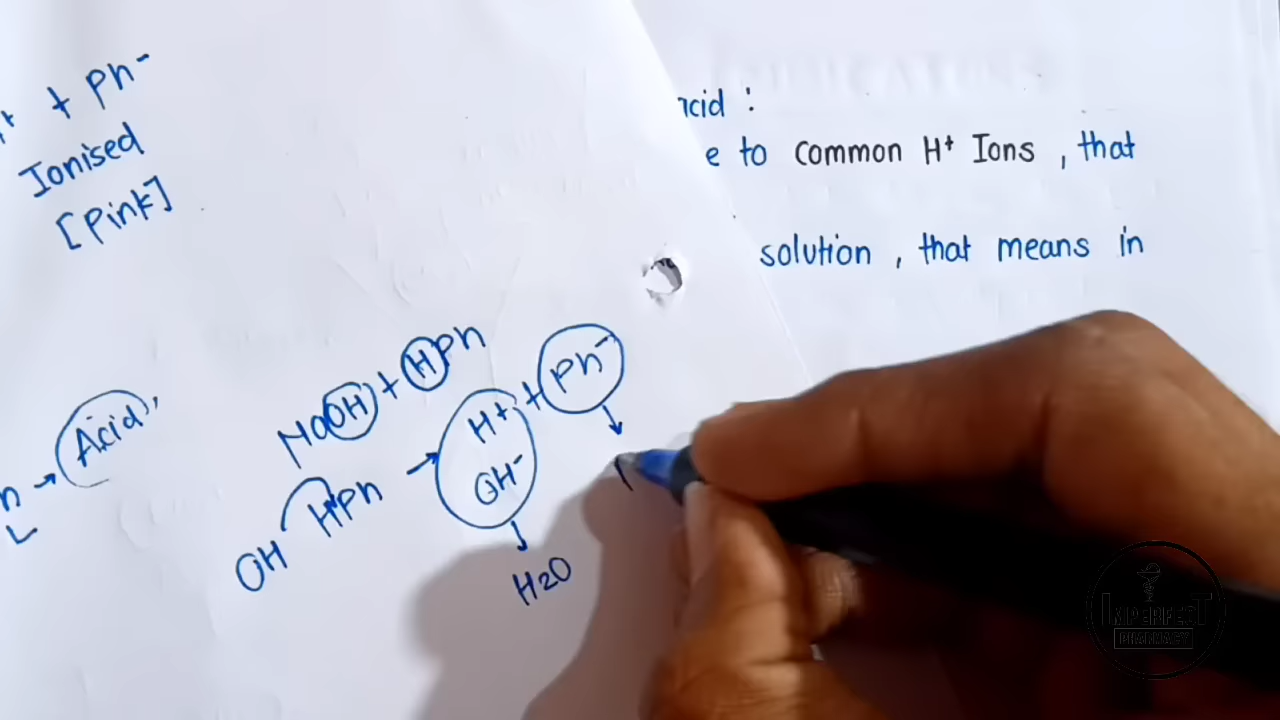 + Ph⁻
Ionised
[Pink]
acid :
e to common H⁺ Ions , that
solution , that means in
NaOH + HPh
Acid
OH HPh → H⁺ + Ph⁻
OH⁻
H2O
IMPERFECT
PHARMACY